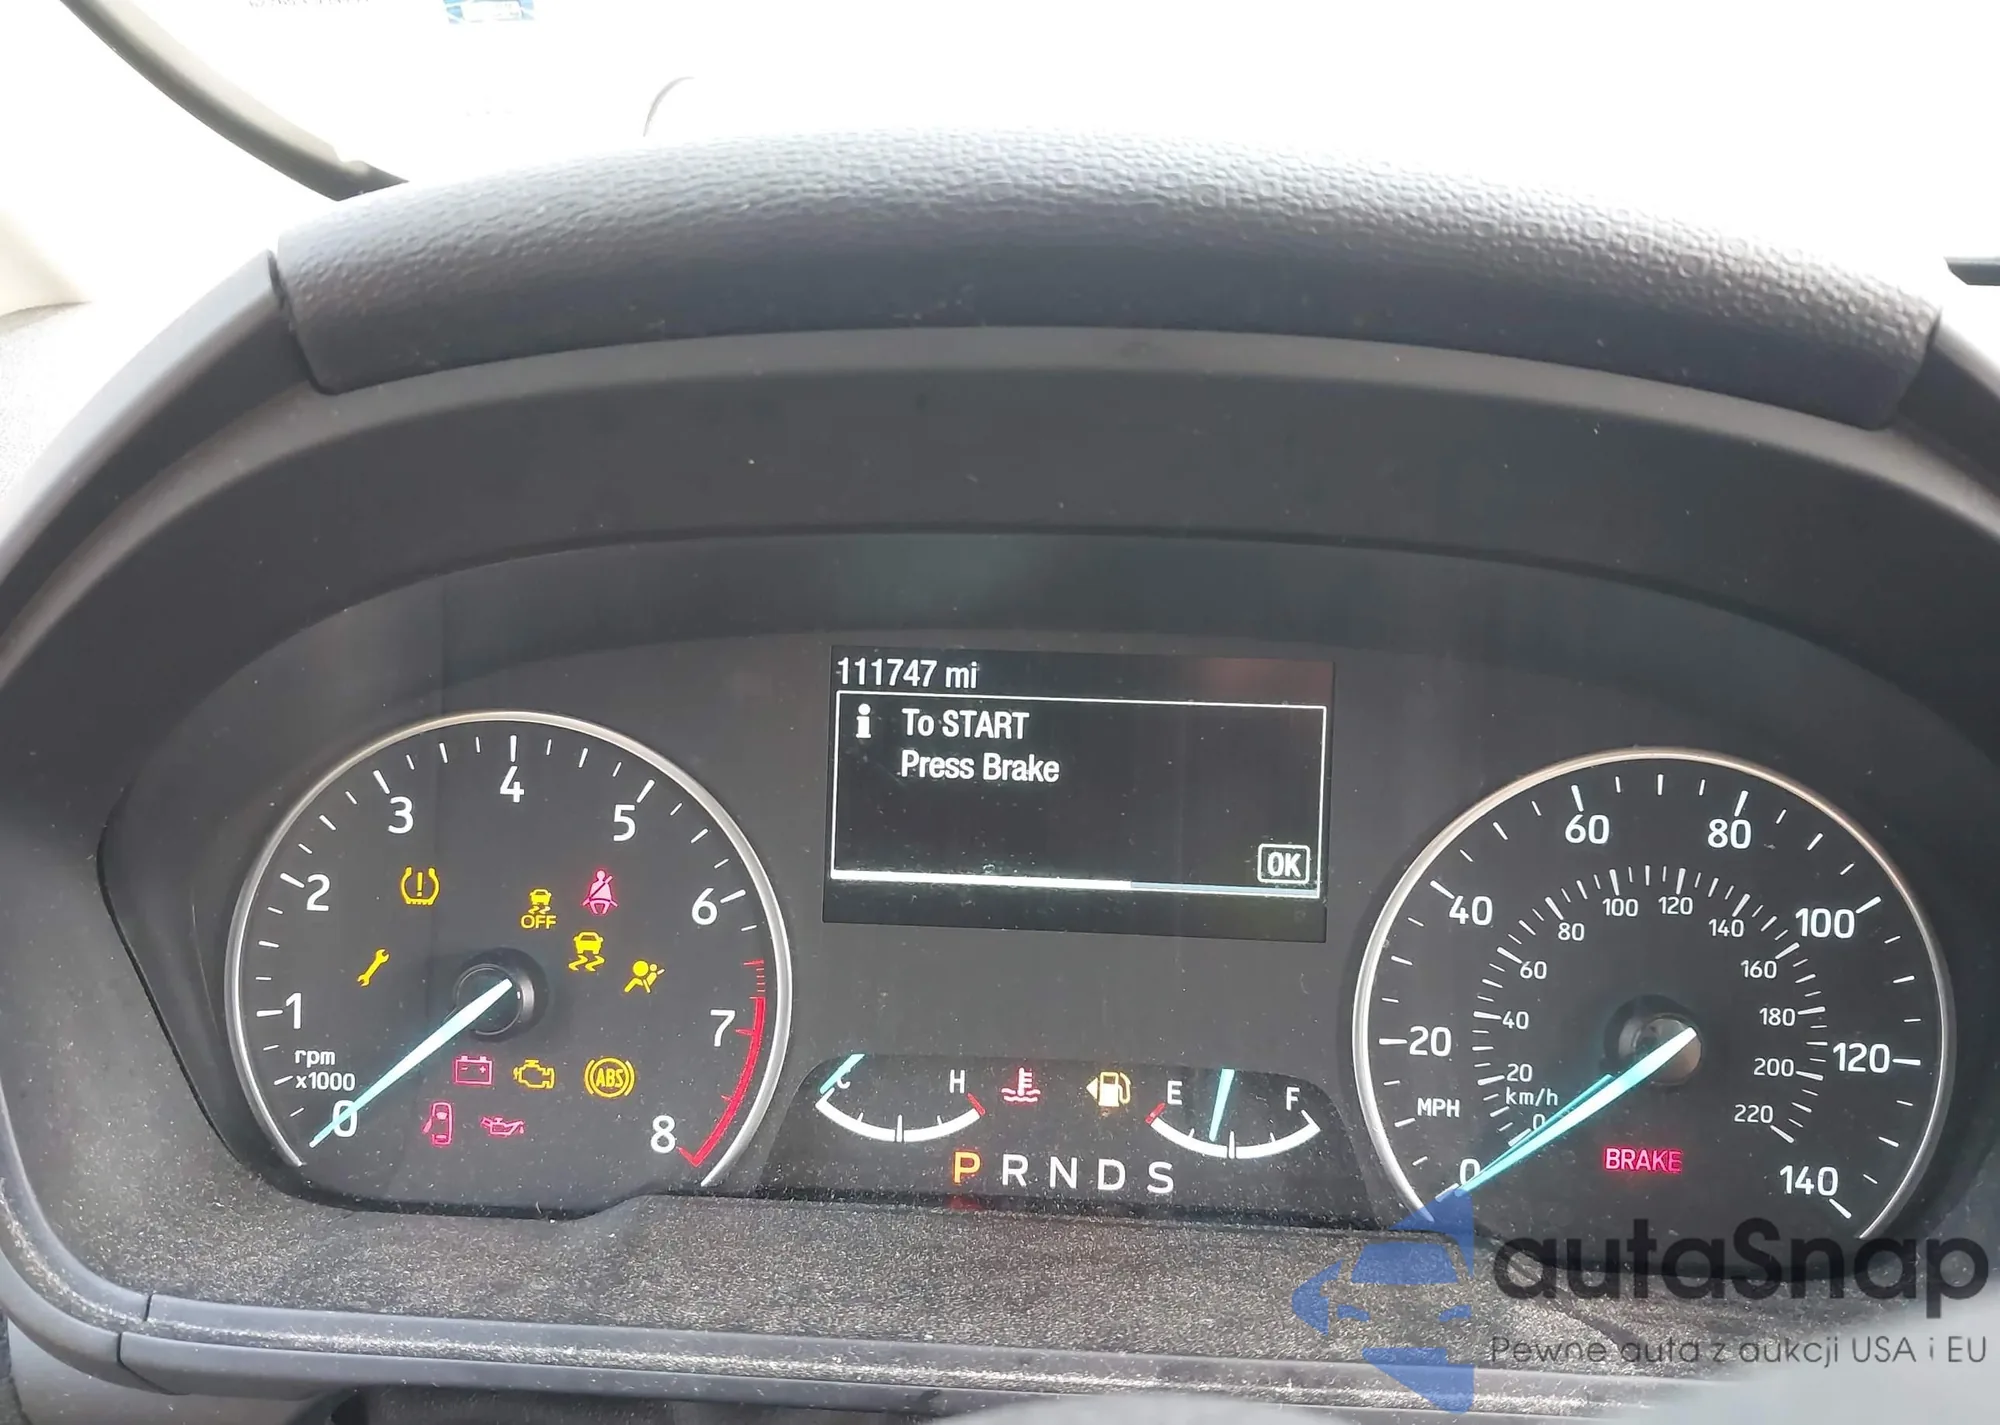 111747 mi
i To START
Press Brake
OK
1
2
3
4
5
6
7
8
0
rpm
x1000
OFF
ABS
C
H
E
F
P R N D S
0
20
40
60
80
100
120
140
MPH
0
20
40
60
80
100
120
140
160
180
200
220
km/h
BRAKE
autaSnap
Pewne auta z aukcji USA i EU